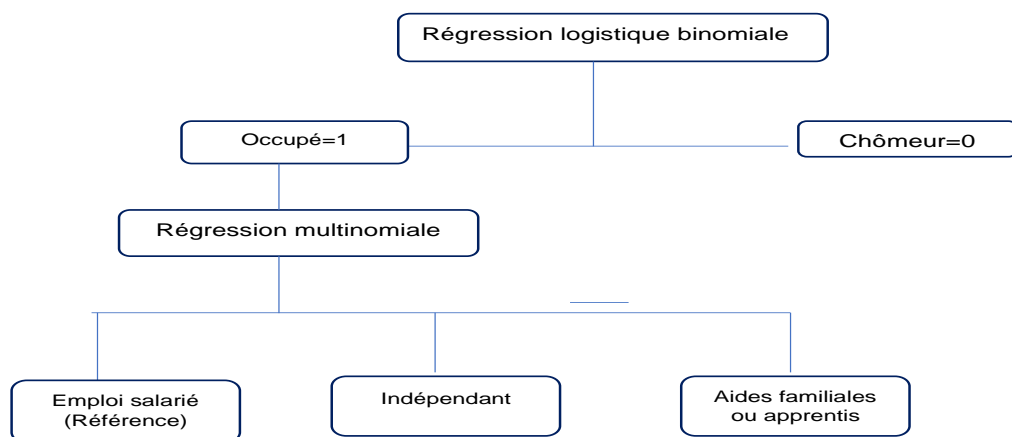 Régression logistique binomiale
Occupé=1
Chômeur=0
Régression multinomiale
Emploi salarié
(Référence)
Indépendant
Aides familiales
ou apprentis